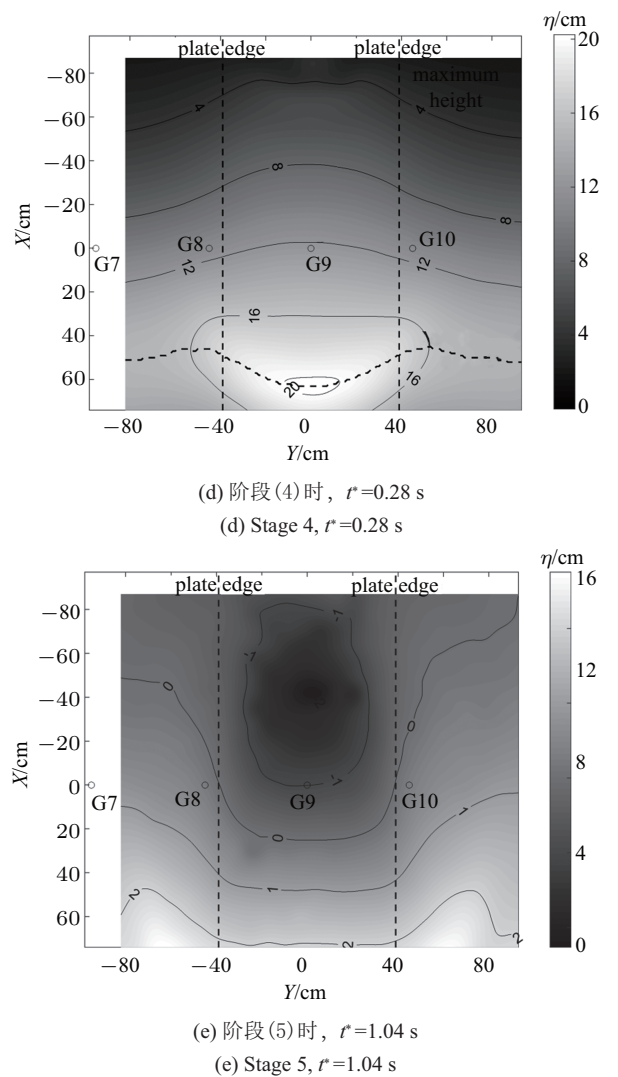 η/cm
plate edge plate edge
maximum
height
−80
−60
−40
−20
0
20
40
60
X/cm
4
4
8
8
G7
G8
G9
G10
12
12
16
16
20
−80 −40 0 40 80
Y/cm
20
16
12
8
4
0
(d) 阶段(4)时，t*=0.28 s
(d) Stage 4, t*=0.28 s
η/cm
plate edge plate edge
−80
−60
−40
−20
0
20
40
60
X/cm
-1
-1
-1
0
0
0
G7
G8
G9
G10
1
1
2
2
2
−80 −40 0 40 80
Y/cm
16
12
8
4
0
(e) 阶段(5)时，t*=1.04 s
(e) Stage 5, t*=1.04 s